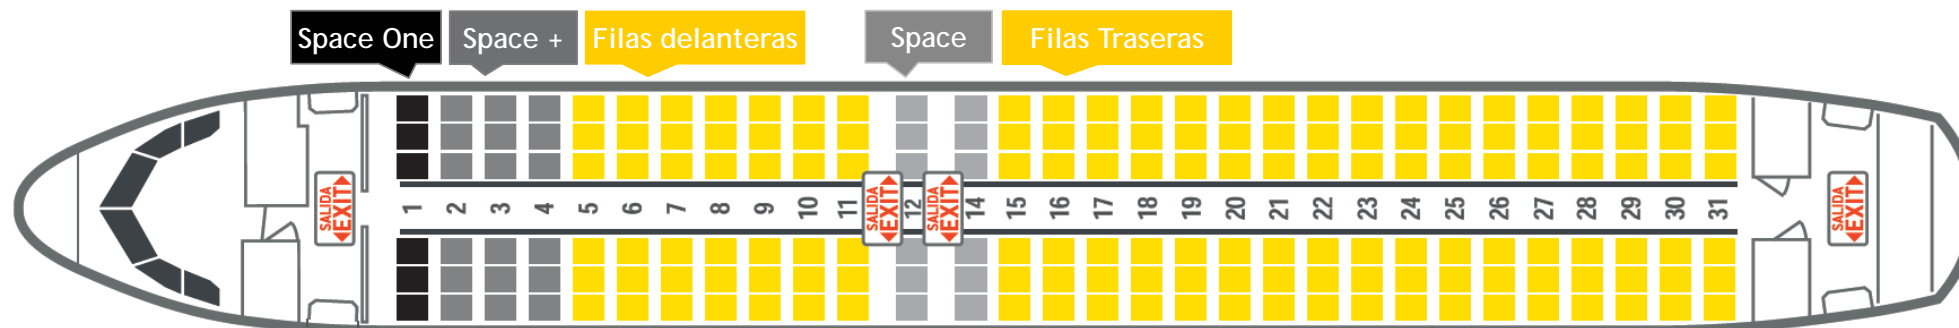 Space One
Space +
Filas delanteras
Space
Filas Traseras
SALIDA
EXIT
1
2
3
4
5
6
7
8
9
10
11
SALIDA
EXIT
12
SALIDA
EXIT
14
15
16
17
18
19
20
21
22
23
24
25
26
27
28
29
30
31
SALIDA
EXIT